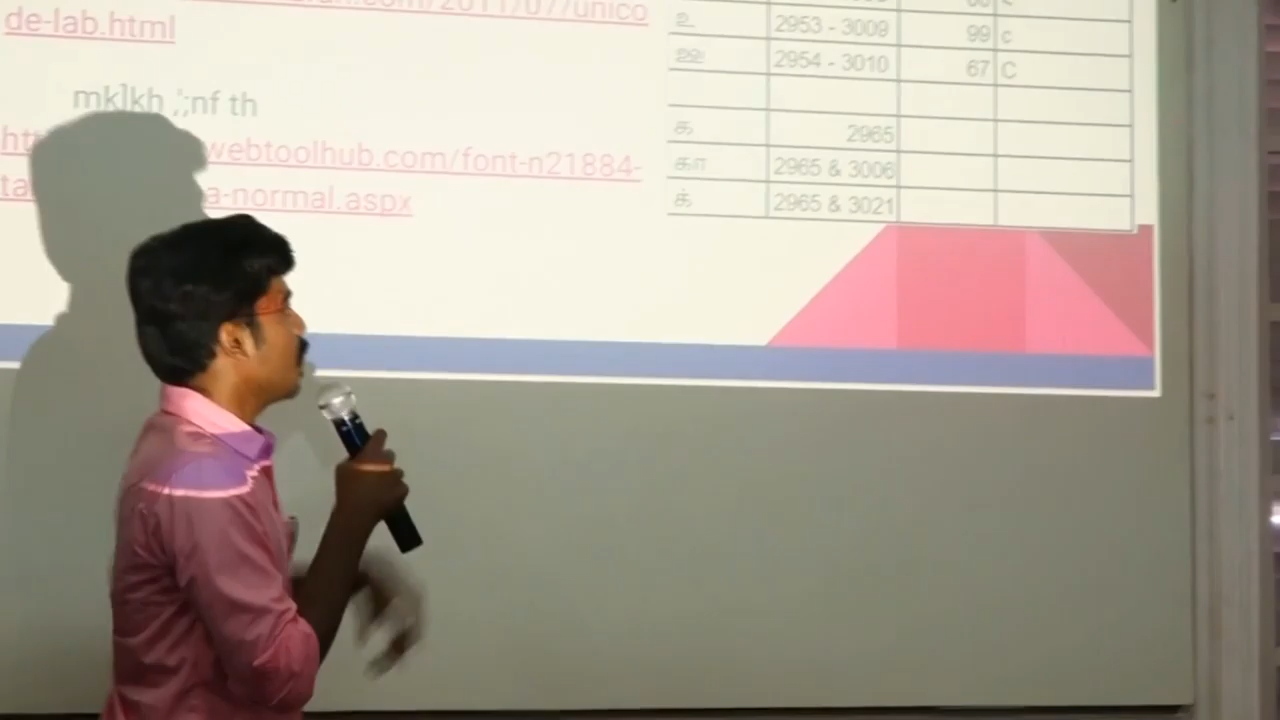 de-lab.html
mklkh ,';nf th
webtoolhub.com/font-n21884-
a-normal.aspx
உ 2953 - 3009 99 c
ஊ 2954 - 3010 67 C
க 2965
கா 2965 & 3006
க் 2965 & 3021